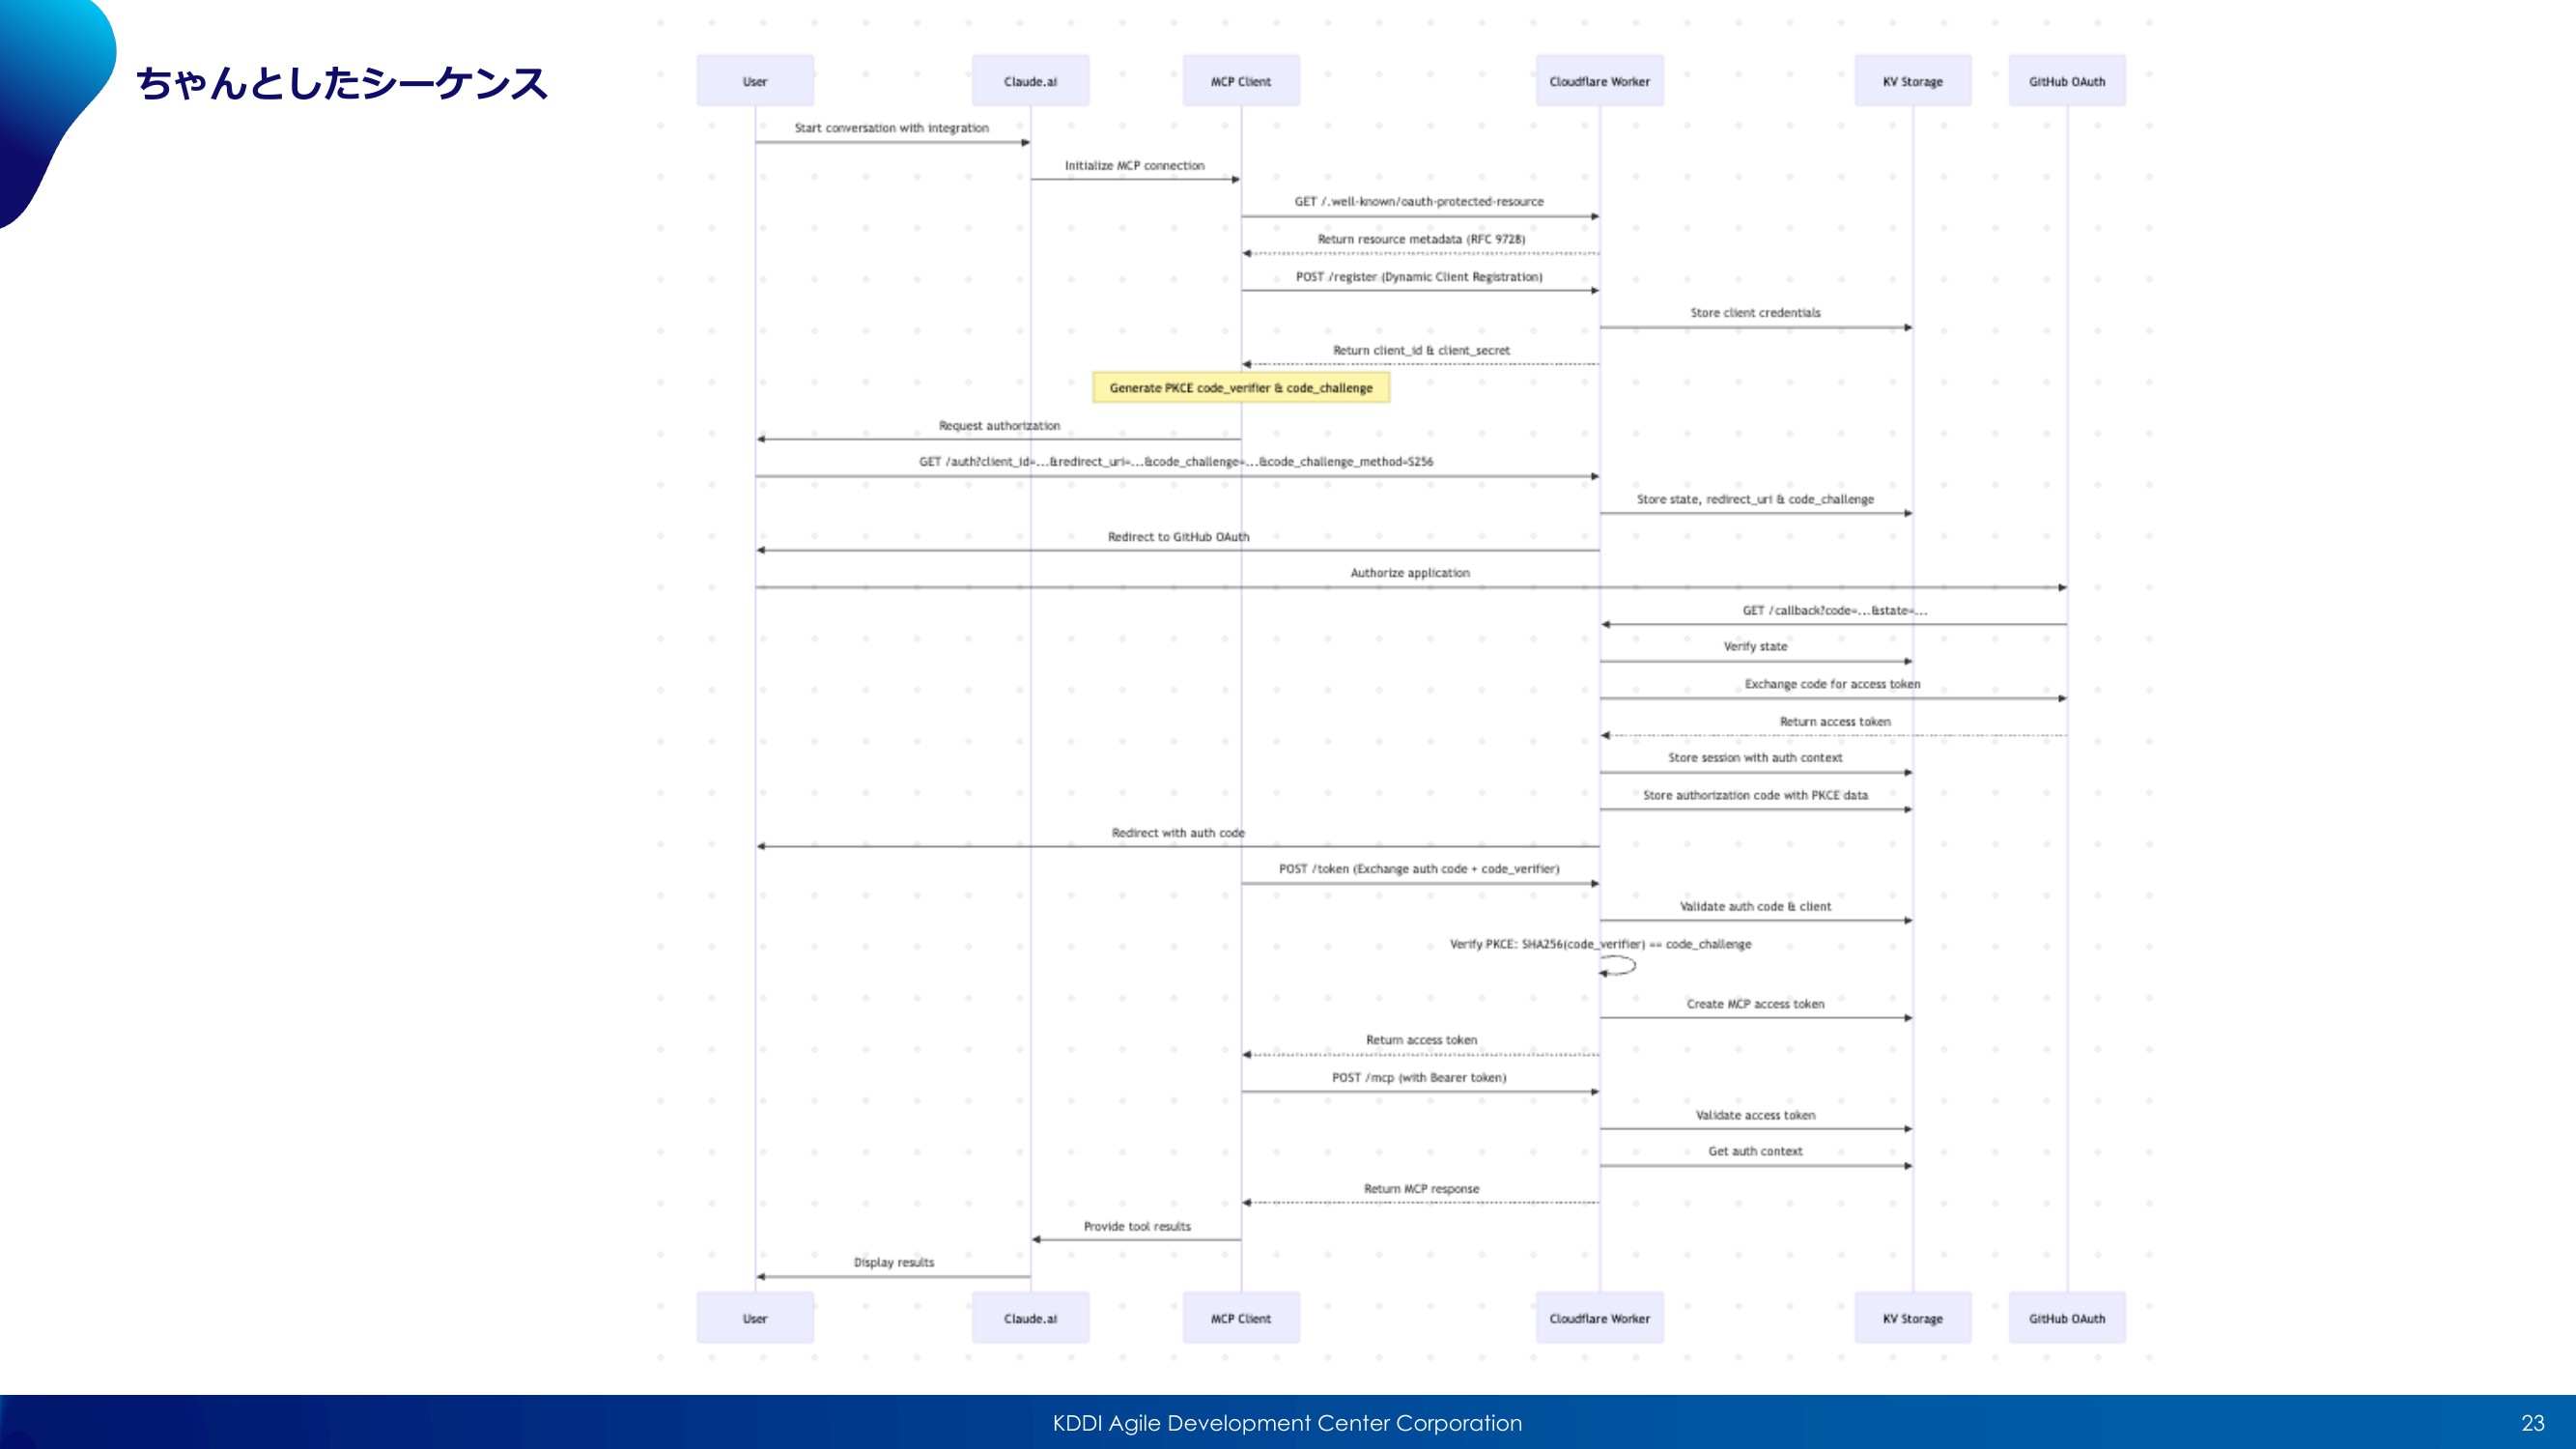 ちゃんとしたシーケンス
User
Claude.ai
MCP Client
Cloudflare Worker
KV Storage
GitHub OAuth
Start conversation with integration
Initialize MCP connection
GET /.well-known/oauth-protected-resource
Return resource metadata (RFC 9728)
POST /register (Dynamic Client Registration)
Store client credentials
Return client_id & client_secret
Generate PKCE code_verifier & code_challenge
Request authorization
GET /auth?client_id=...&redirect_uri=...&code_challenge=...&code_challenge_method=S256
Store state, redirect_uri & code_challenge
Redirect to GitHub OAuth
Authorize application
GET /callback?code=...&state=...
Verify state
Exchange code for access token
Return access token
Store session with auth context
Store authorization code with PKCE data
Redirect with auth code
POST /token (Exchange auth code + code_verifier)
Validate auth code & client
Verify PKCE: SHA256(code_verifier) == code_challenge
Create MCP access token
Return access token
POST /mcp (with Bearer token)
Validate access token
Get auth context
Return MCP response
Provide tool results
Display results
User
Claude.ai
MCP Client
Cloudflare Worker
KV Storage
GitHub OAuth
KDDI Agile Development Center Corporation
23